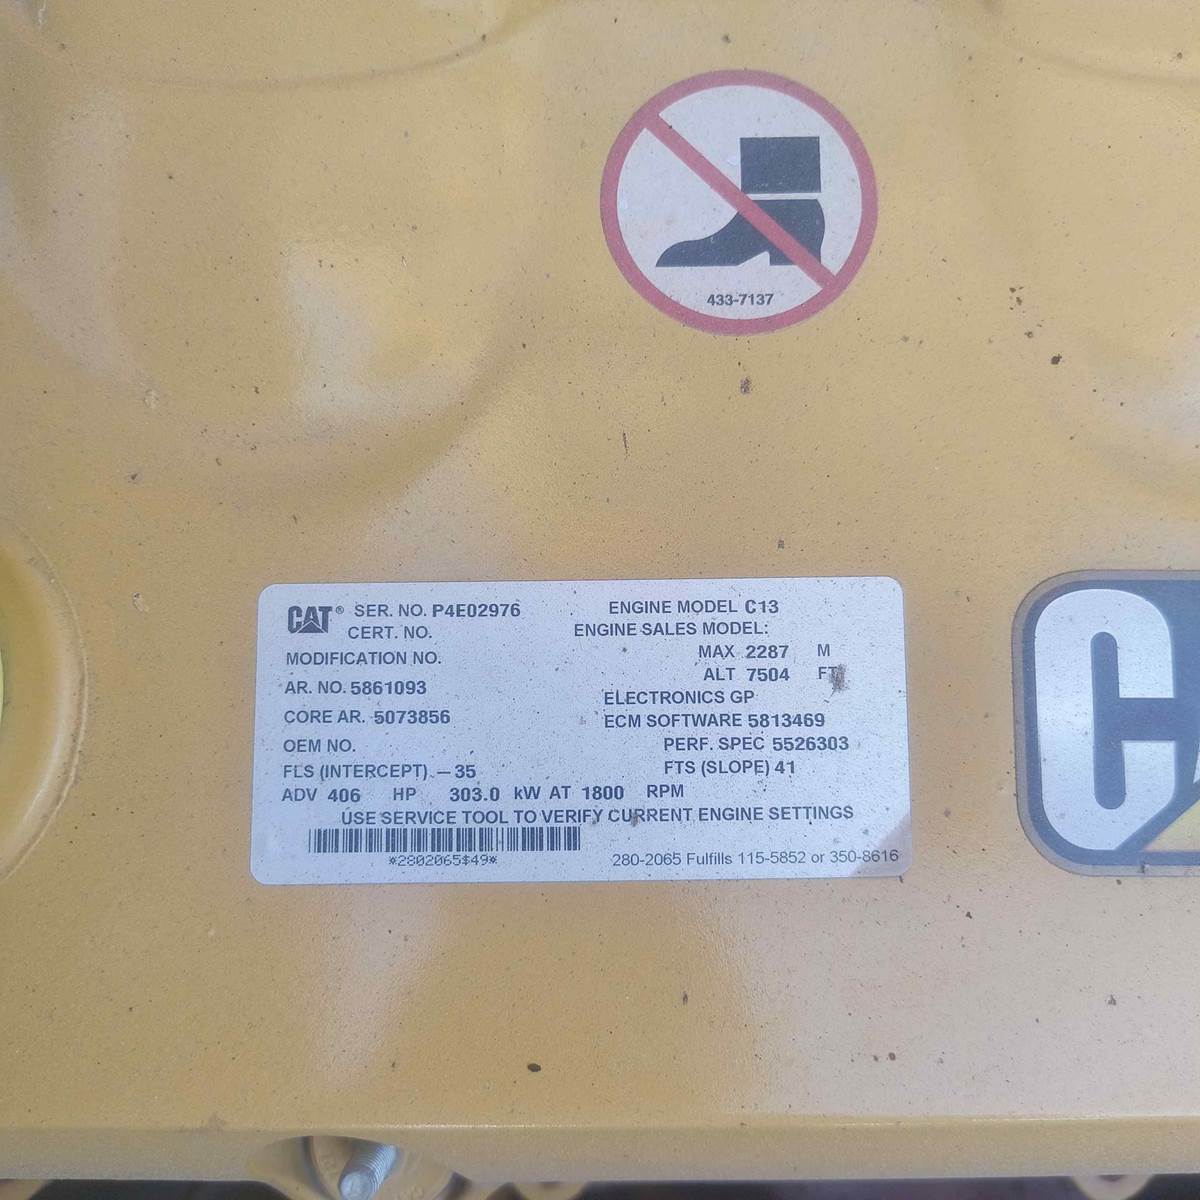 433-7137
CAT® SER. NO. P4E02976 ENGINE MODEL C13
CERT. NO. ENGINE SALES MODEL:
MODIFICATION NO. MAX 2287 M
ALT 7504 FT
AR. NO. 5861093 ELECTRONICS GP
CORE AR. 5073856 ECM SOFTWARE 5813469
OEM NO. PERF. SPEC 5526303
FLS (INTERCEPT) -35 FTS (SLOPE) 41
ADV 406 HP 303.0 kW AT 1800 RPM
USE SERVICE TOOL TO VERIFY CURRENT ENGINE SETTINGS
*2802065$49* 280-2065 Fulfills 115-5852 or 350-8616
C